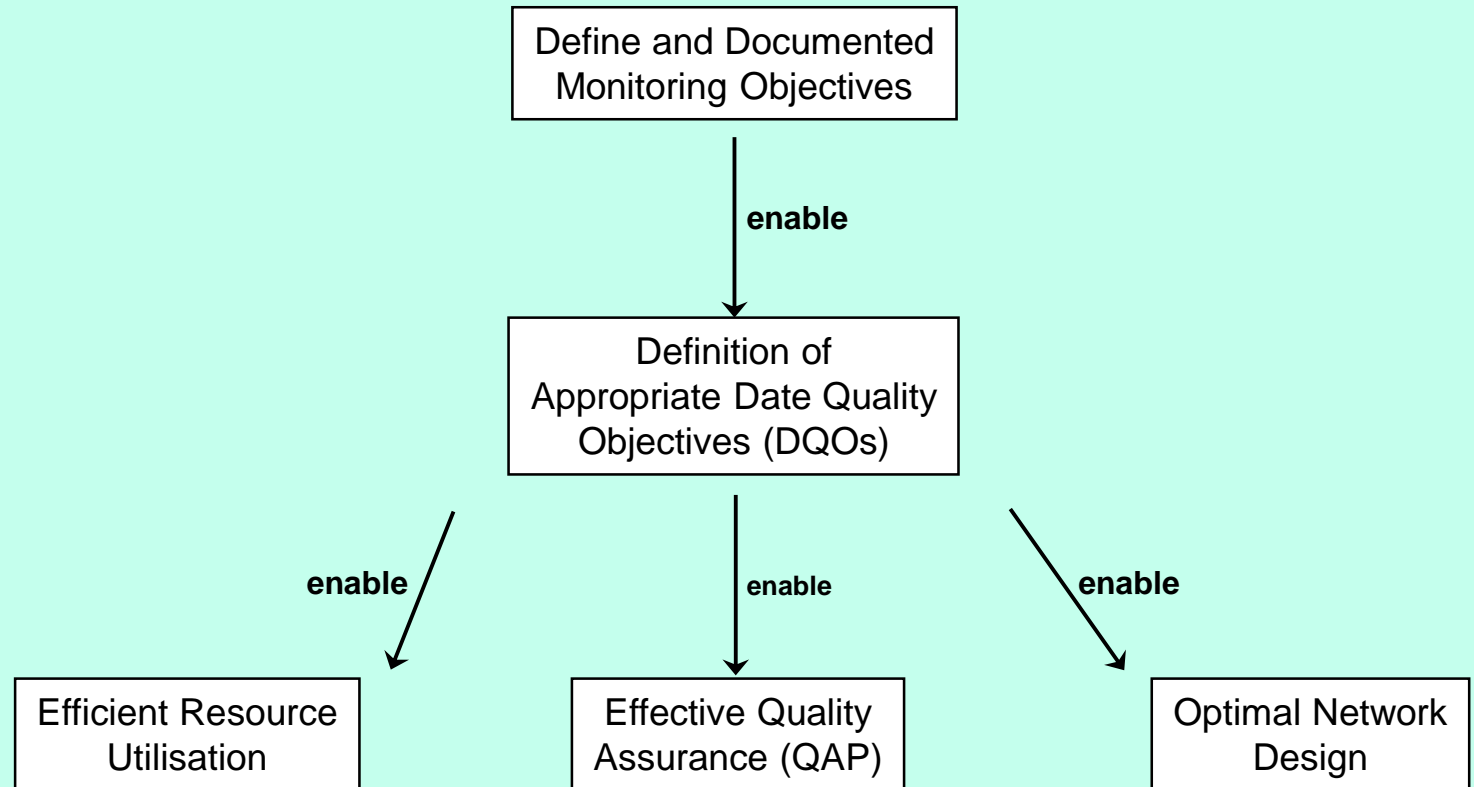 Define and Documented
Monitoring Objectives
enable
Definition of
Appropriate Date Quality
Objectives (DQOs)
enable
enable
enable
Efficient Resource
Utilisation
Effective Quality
Assurance (QAP)
Optimal Network
Design